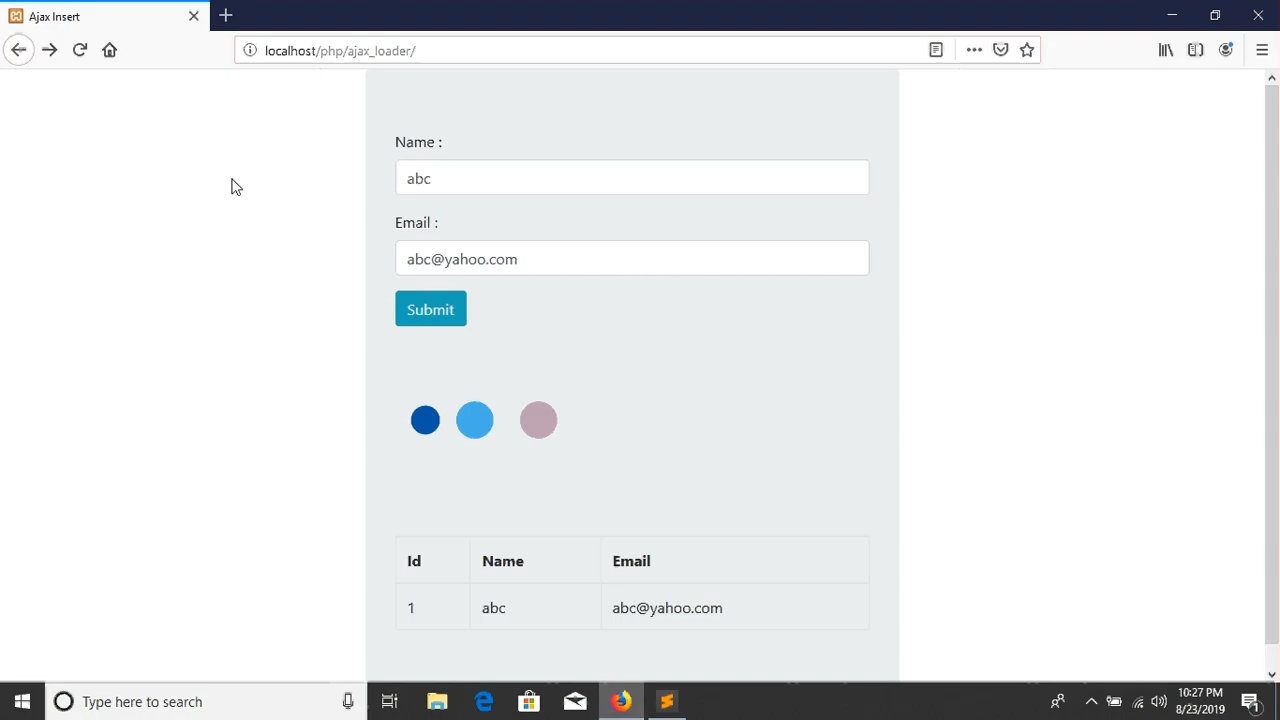 Ajax Insert
localhost/php/ajax_loader/
Name :
abc
Email :
abc@yahoo.com
Submit
Id Name Email
1 abc abc@yahoo.com
Type here to search
10:27 PM
8/23/2019
1